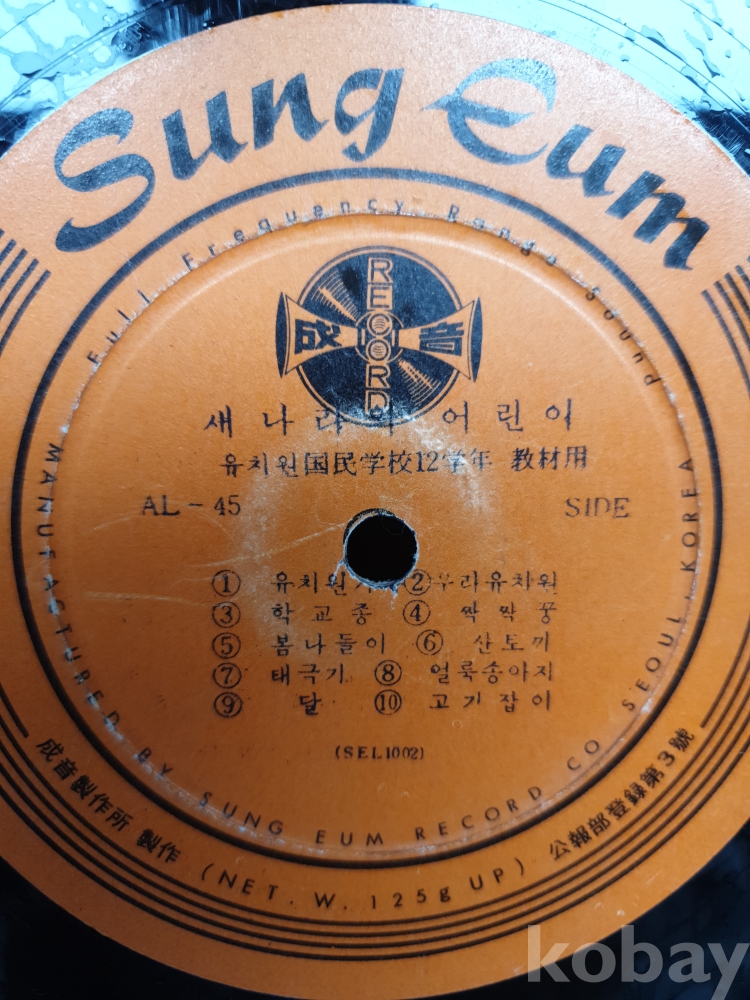 Sung Eum
Full Frequency Range Sound
RECORD
成音
새나라의 어린이
유치원国民学校12学年 教材用
AL-45 SIDE
① 유치원 ② 우리유치원
③ 학교종 ④ 짝짝꿍
⑤ 봄나들이 ⑥ 산토끼
⑦ 태극기 ⑧ 얼룩송아지
⑨ 달 ⑩ 고기잡이
(SEL1002)
MANUFACTURED BY SUNG EUM RECORD CO SEOUL, KOREA
成音製作所 製作 (NET. W. 125g UP) 公報部登録第3號
kobay